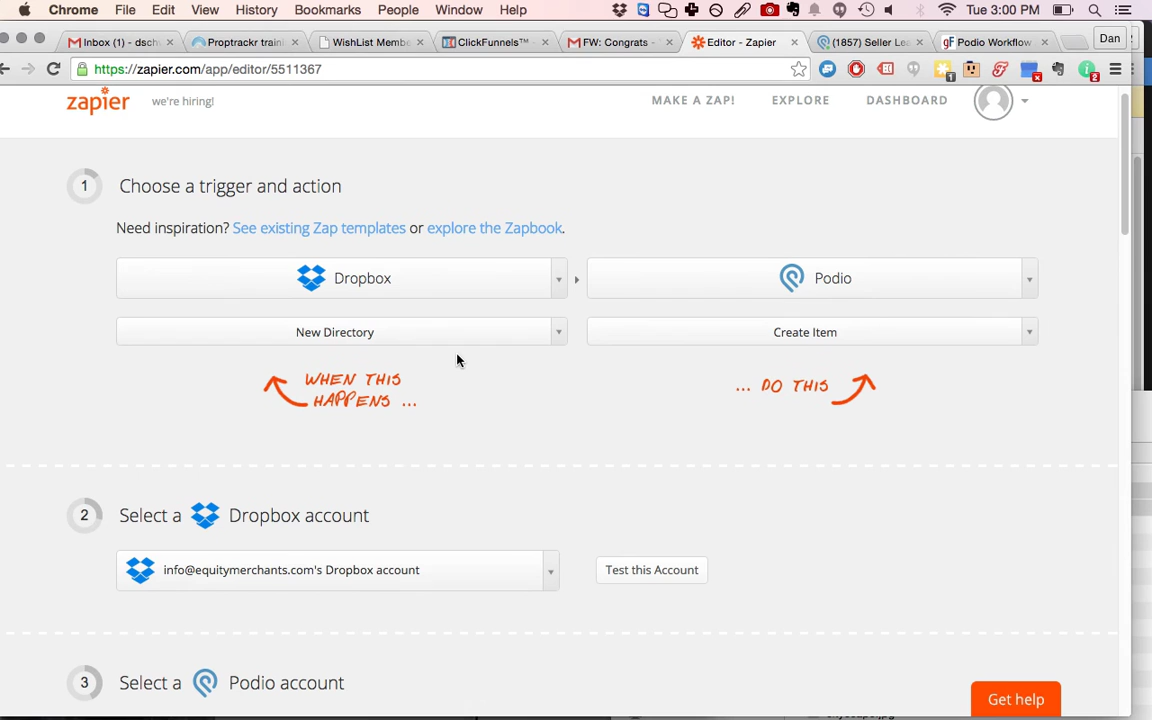 Chrome File Edit View History Bookmarks People Window Help Tue 3:00 PM
Inbox (1) - dsch Proptrackr traini WishList Membe ClickFunnels™ - FW: Congrats - Editor - Zapier (1857) Seller Lea Podio Workflow Dan
https://zapier.com/app/editor/5511367
zapier we're hiring! MAKE A ZAP! EXPLORE DASHBOARD
1 Choose a trigger and action
Need inspiration? See existing Zap templates or explore the Zapbook.
Dropbox Podio
New Directory Create Item
WHEN THIS
HAPPENS ...
... DO THIS
2 Select a Dropbox account
info@equitymerchants.com's Dropbox account Test this Account
3 Select a Podio account
Get help